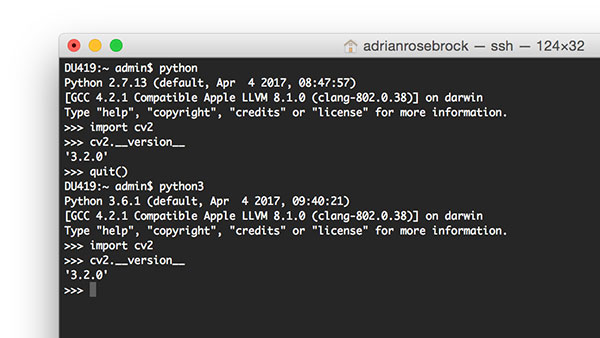 adrianrosebrock — ssh — 124×32
DU419:~ admin$ python
Python 2.7.13 (default, Apr  4 2017, 08:47:57)
[GCC 4.2.1 Compatible Apple LLVM 8.1.0 (clang-802.0.38)] on darwin
Type "help", "copyright", "credits" or "license" for more information.
>>> import cv2
>>> cv2.__version__
'3.2.0'
>>> quit()
DU419:~ admin$ python3
Python 3.6.1 (default, Apr  4 2017, 09:40:21)
[GCC 4.2.1 Compatible Apple LLVM 8.1.0 (clang-802.0.38)] on darwin
Type "help", "copyright", "credits" or "license" for more information.
>>> import cv2
>>> cv2.__version__
'3.2.0'
>>>